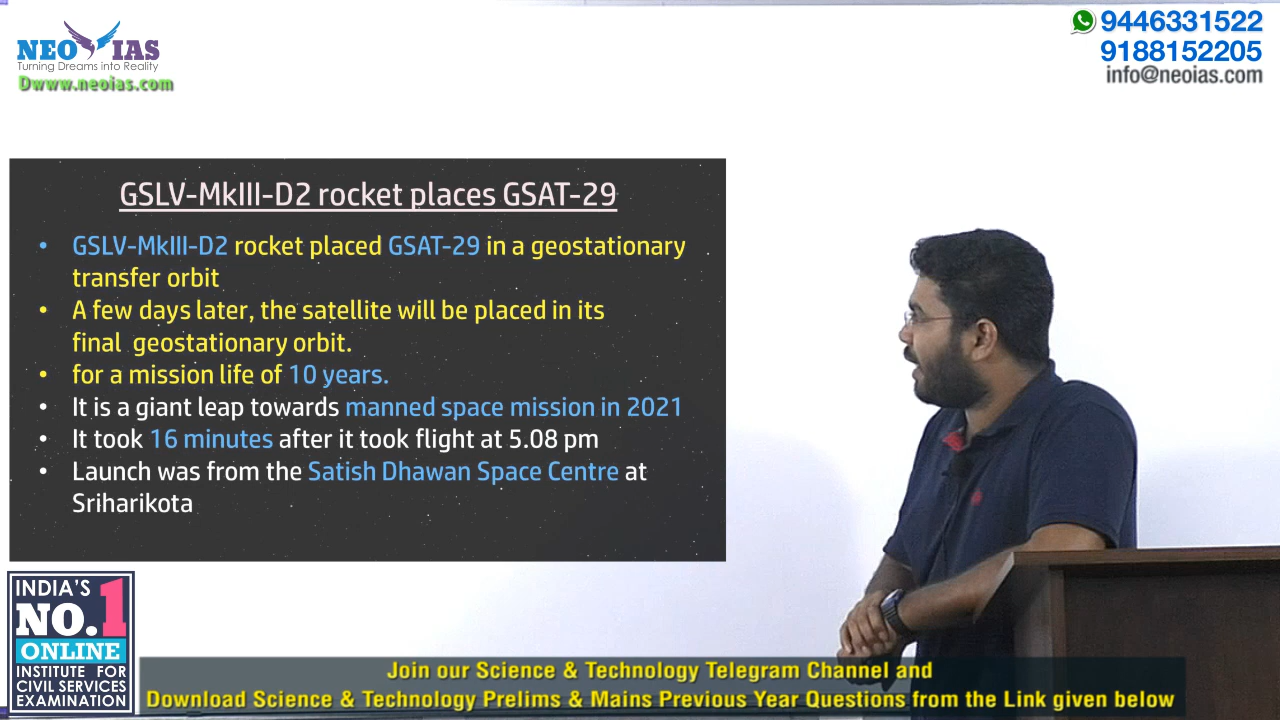 NEO IAS
Turning Dreams into Reality
Dwww.neoias.com
9446331522
9188152205
info@neoias.com
GSLV-MkIII-D2 rocket places GSAT-29
• GSLV-MkIII-D2 rocket placed GSAT-29 in a geostationary
transfer orbit
• A few days later, the satellite will be placed in its
final geostationary orbit.
• for a mission life of 10 years.
• It is a giant leap towards manned space mission in 2021
• It took 16 minutes after it took flight at 5.08 pm
• Launch was from the Satish Dhawan Space Centre at
Sriharikota
INDIA'S
NO.1
ONLINE
INSTITUTE FOR
CIVIL SERVICES
EXAMINATION
Join our Science & Technology Telegram Channel and
Download Science & Technology Prelims & Mains Previous Year Questions from the Link given below